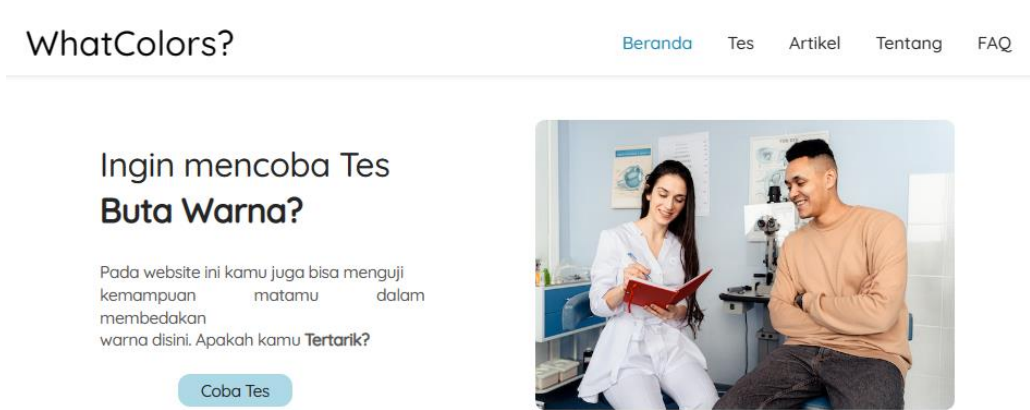 WhatColors?
Beranda Tes Artikel Tentang FAQ
Ingin mencoba Tes
Buta Warna?
Pada website ini kamu juga bisa menguji
kemampuan matamu dalam
membedakan
warna disini. Apakah kamu Tertarik?
Coba Tes